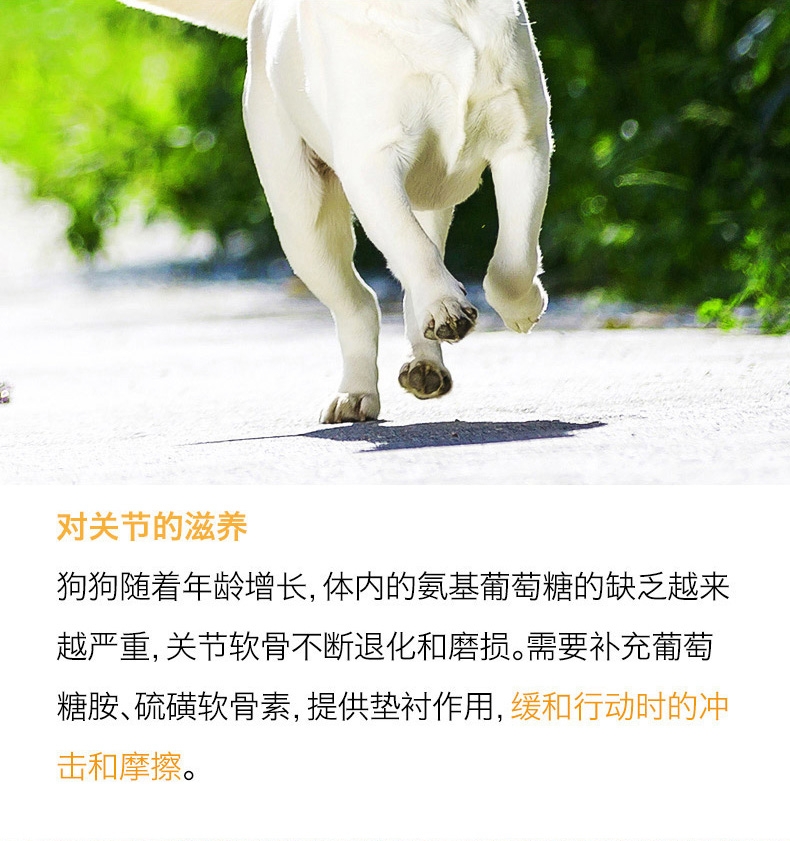 对关节的滋养
狗狗随着年龄增长,体内的氨基葡萄糖的缺乏越来
越严重,关节软骨不断退化和磨损。需要补充葡萄
糖胺、硫磺软骨素,提供垫衬作用,缓和行动时的冲
击和摩擦。